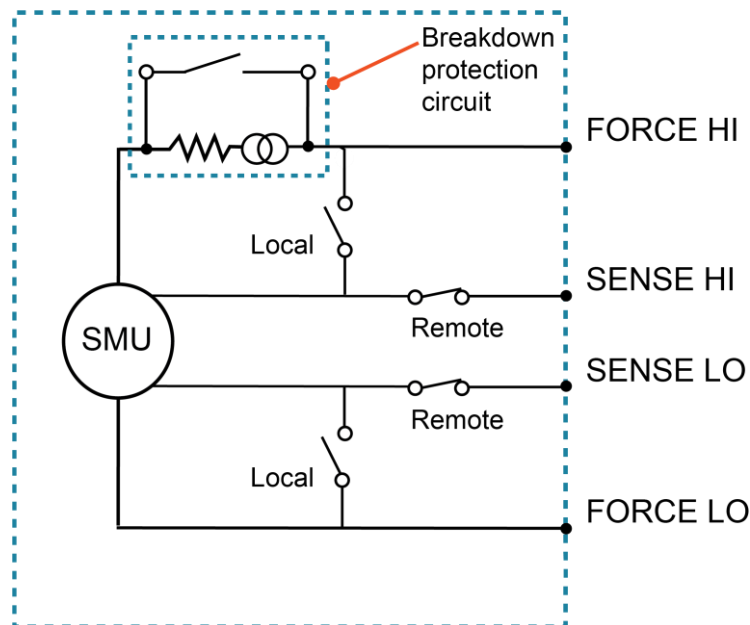 Breakdown
protection
circuit
FORCE HI
Local
SENSE HI
Remote
SMU
SENSE LO
Remote
Local
FORCE LO